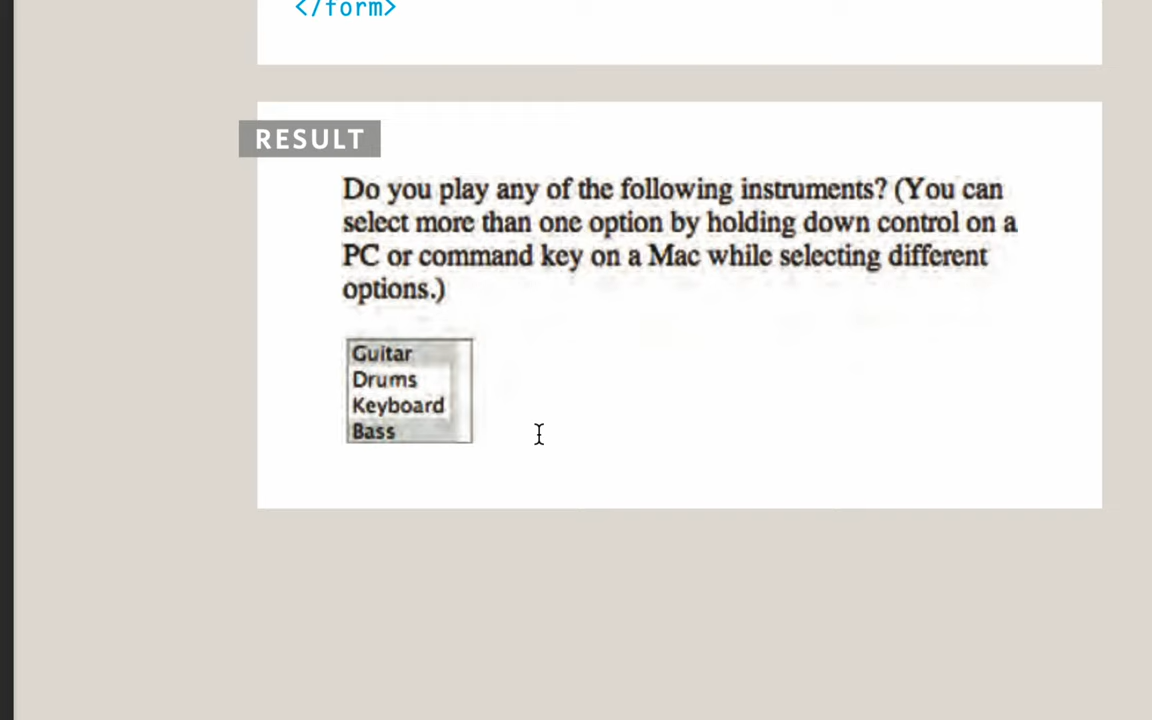 </form>
RESULT
Do you play any of the following instruments? (You can
select more than one option by holding down control on a
PC or command key on a Mac while selecting different
options.)
Guitar
Drums
Keyboard
Bass